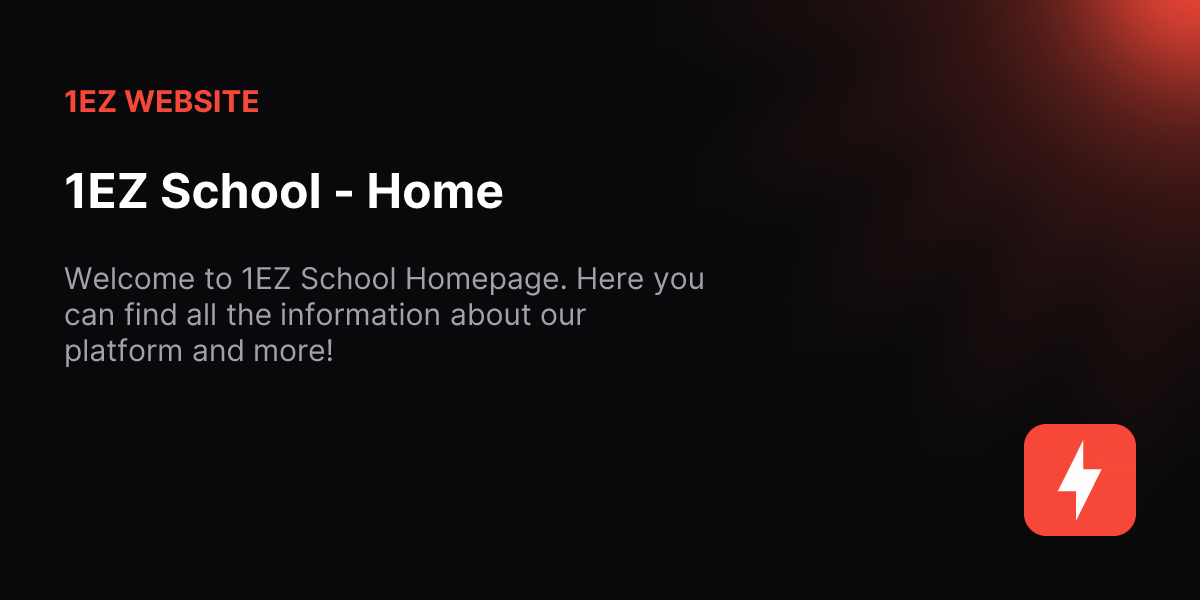 1EZ WEBSITE
1EZ School - Home
Welcome to 1EZ School Homepage. Here you
can find all the information about our
platform and more!